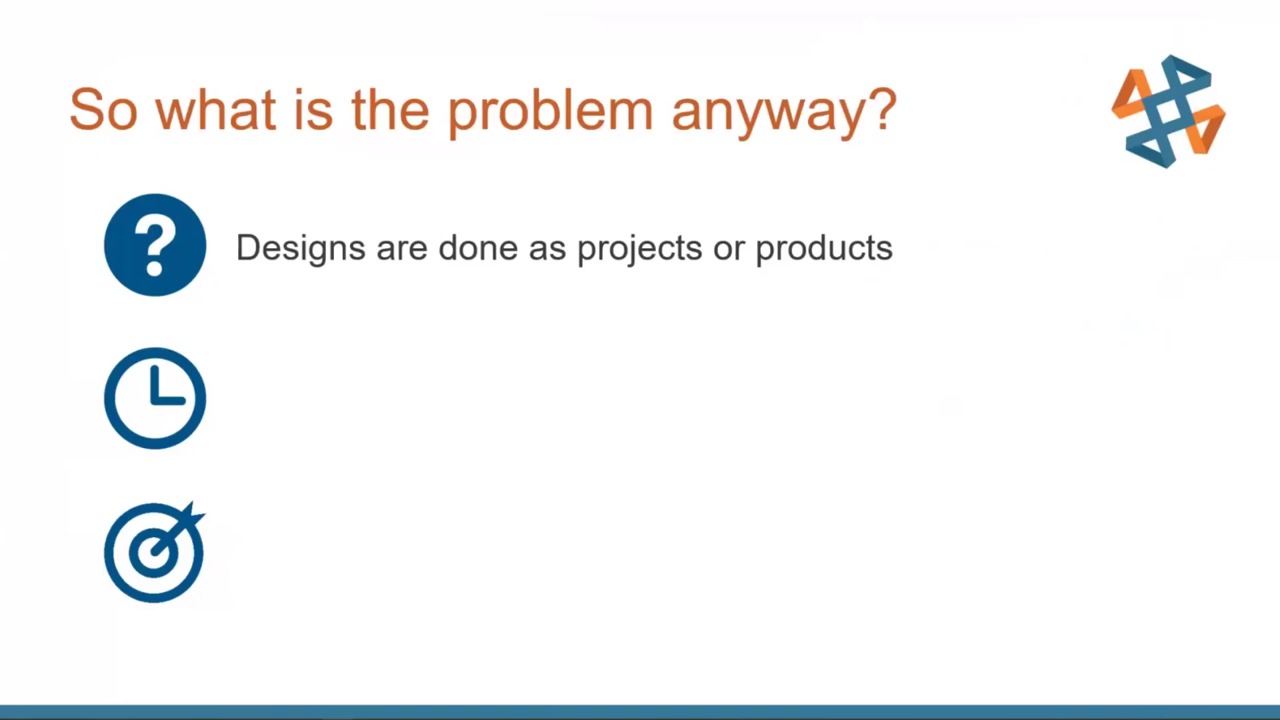 So what is the problem anyway?
Designs are done as projects or products